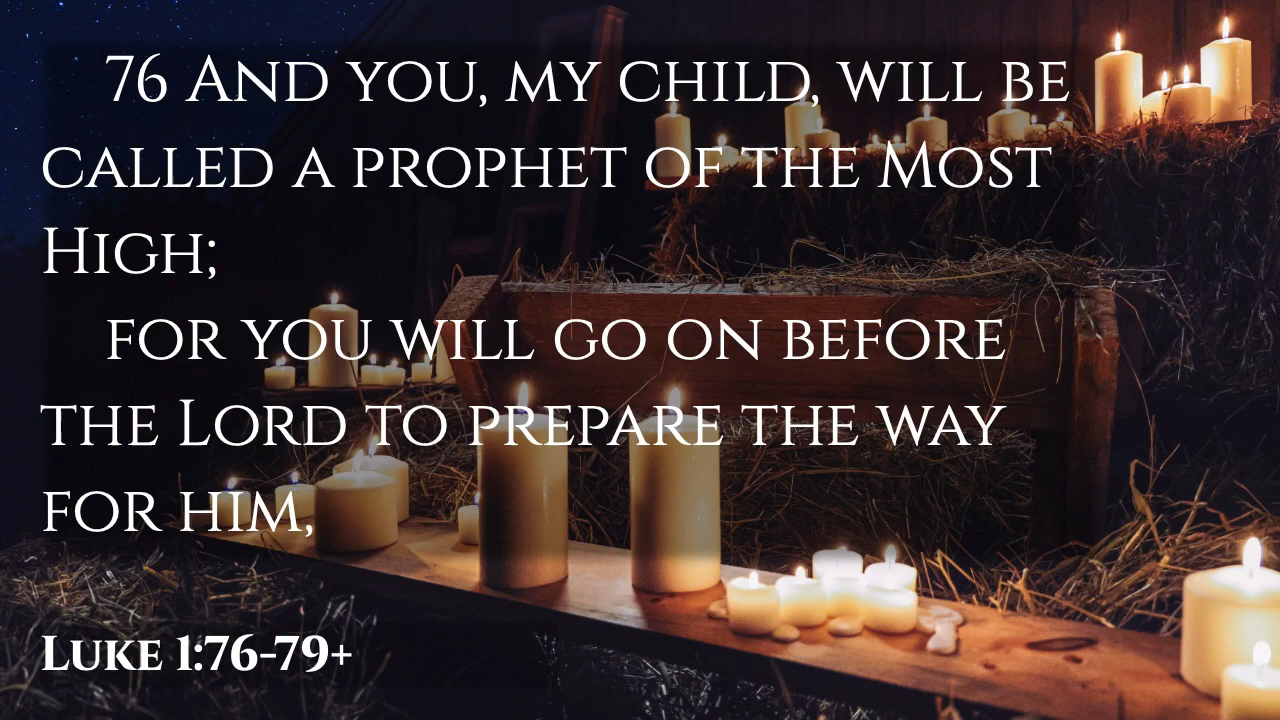 76 And you, my child, will be
called a prophet of the Most
High;
for you will go on before
the Lord to prepare the way
for him,
Luke 1:76-79+